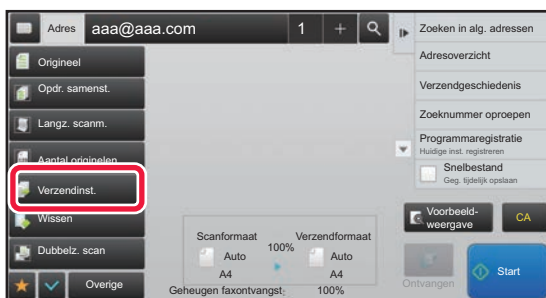 Adres aaa@aaa.com 1 +
Origineel
Opdr. samenst.
Langz. scanm.
Aantal originelen
Verzendinst.
Wissen
Dubbelz. scan
Overige
Scanformaat 100% Verzendformaat
Auto Auto
A4 A4
Geheugen faxontvangst: 100%
Zoeken in alg. adressen
Adresoverzicht
Verzendgeschiedenis
Zoeknummer oproepen
Programmaregistratie
Huidige inst. registreren
Snelbestand
Geg. tijdelijk opslaan
Voorbeeld-
weergave
CA
Ontvangen
Start